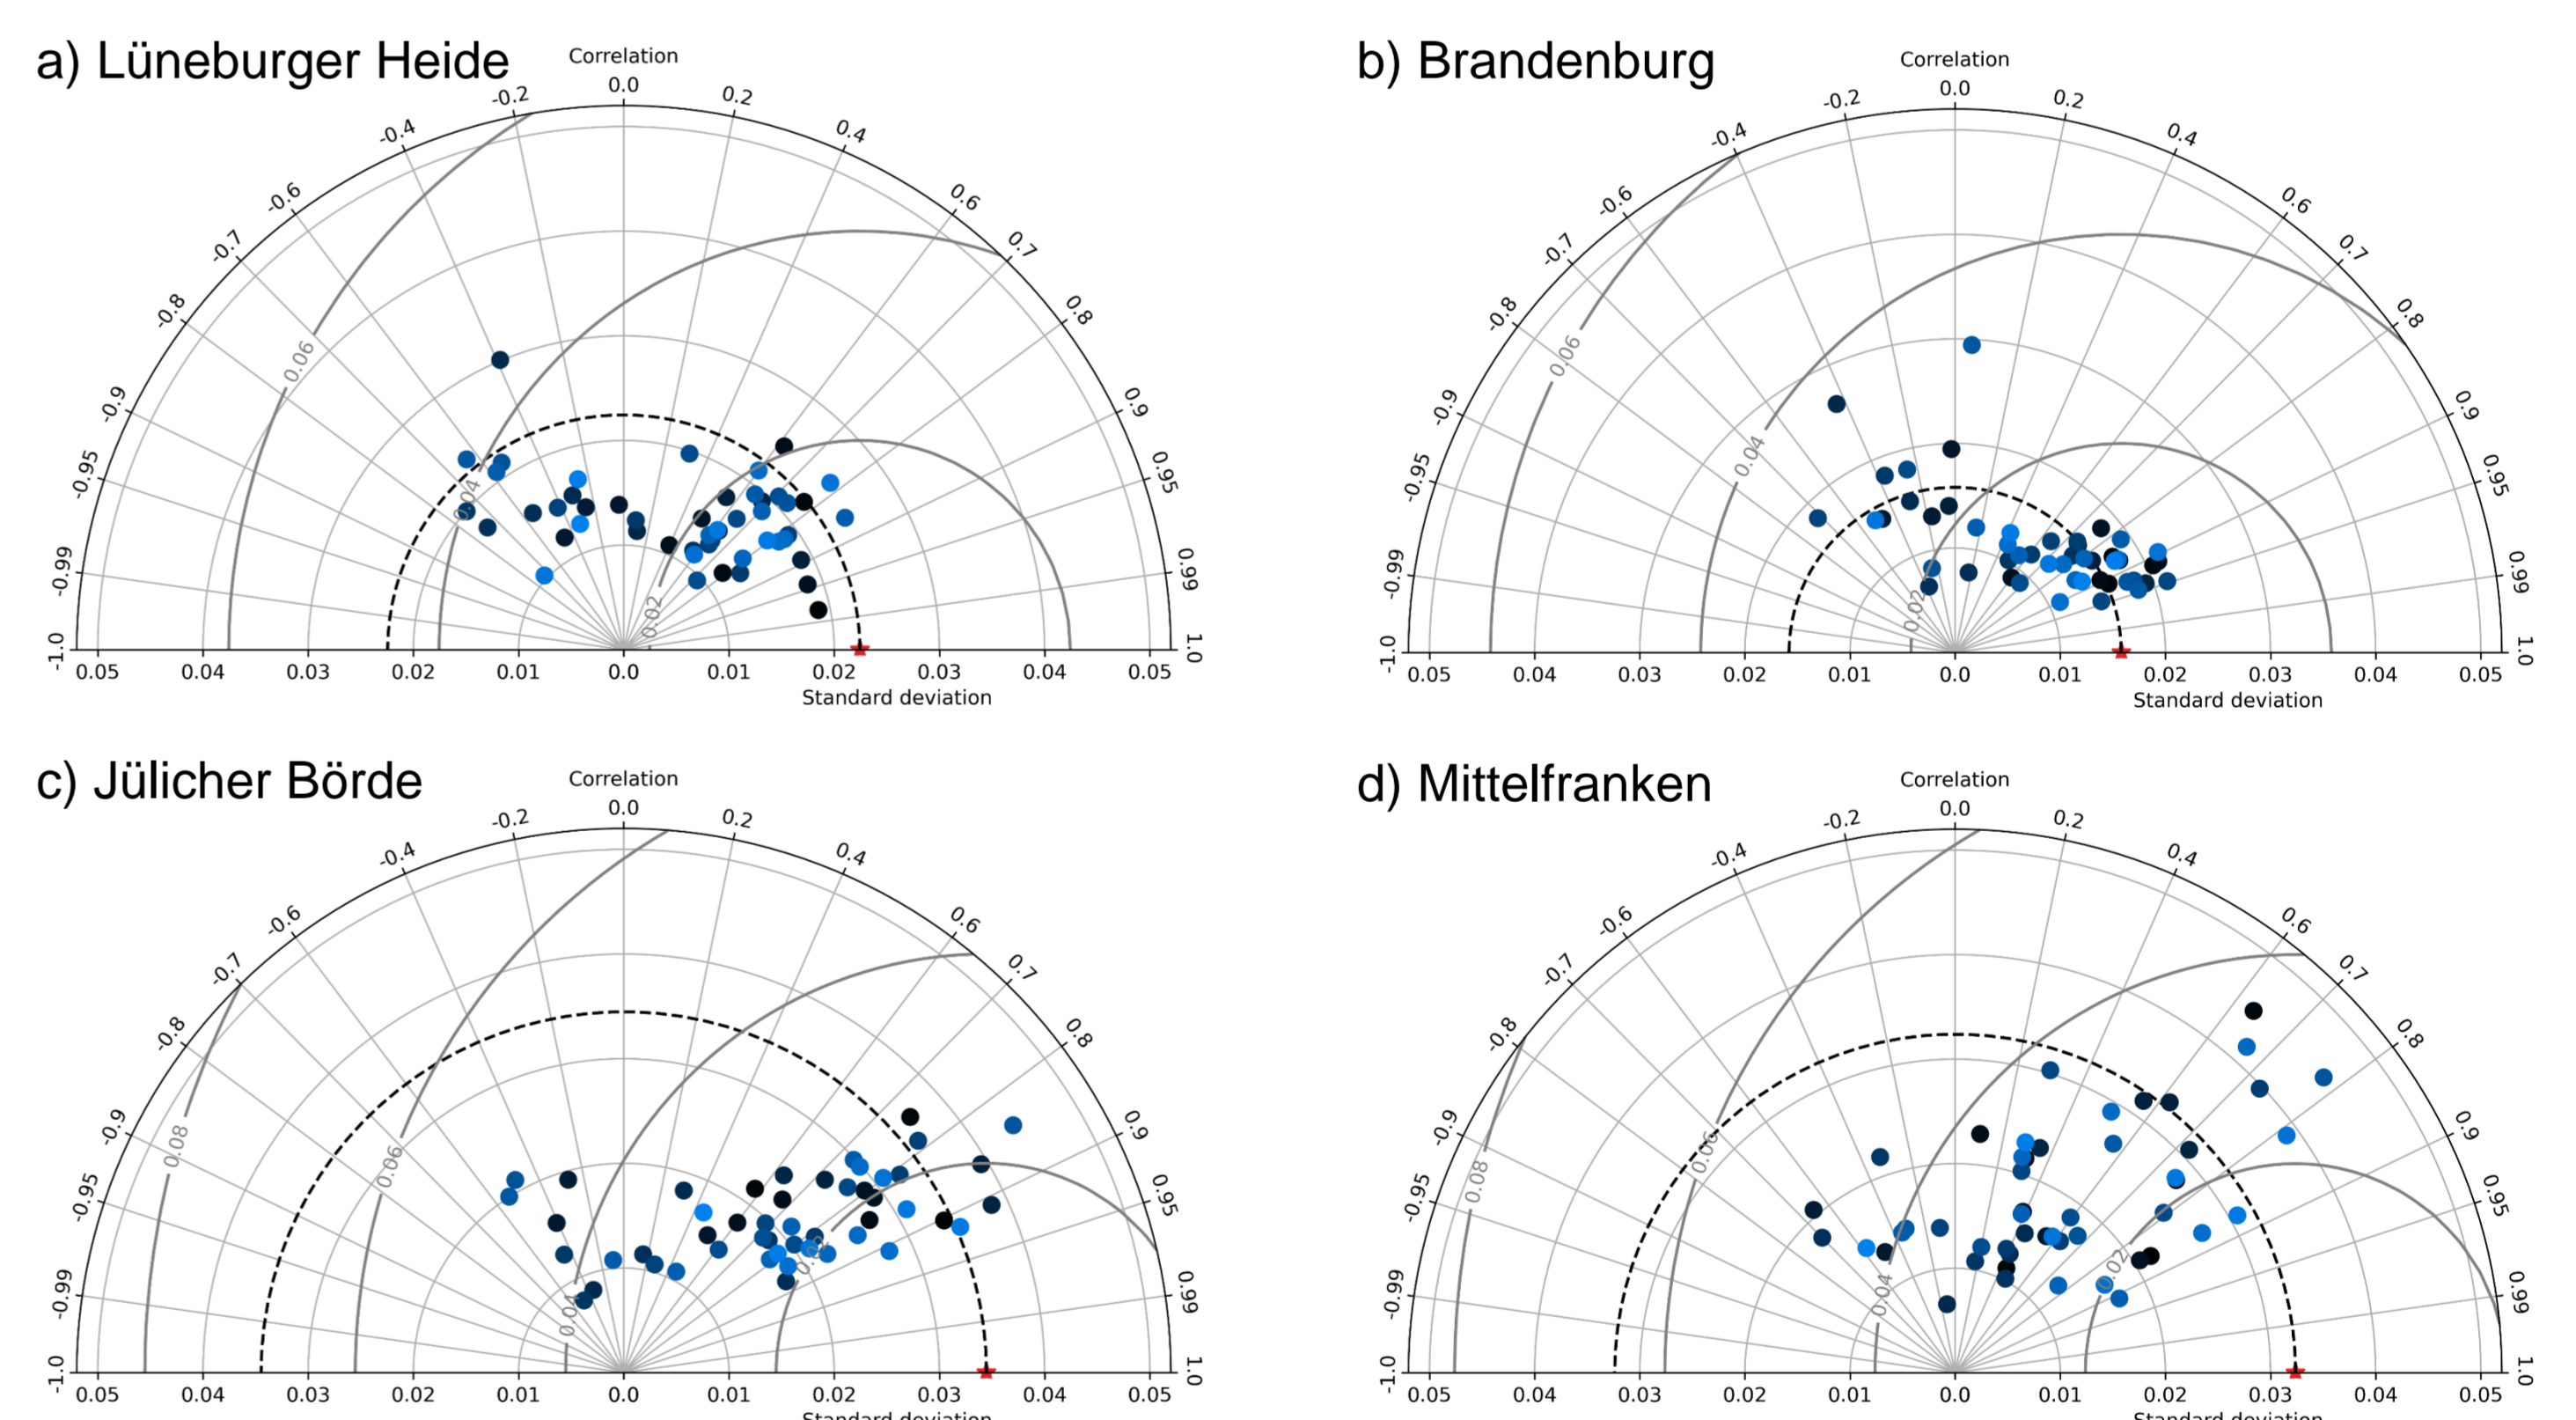 a) Lüneburger Heide
Correlation
-1.0 -0.99 -0.95 -0.9 -0.8 -0.7 -0.6 -0.4 -0.2 0.0 0.2 0.4 0.6 0.7 0.8 0.9 0.95 0.99 1.0
0.06 0.04 0.02
0.05 0.04 0.03 0.02 0.01 0.0 0.01 0.02 0.03 0.04 0.05
Standard deviation
b) Brandenburg
Correlation
-1.0 -0.99 -0.95 -0.9 -0.8 -0.7 -0.6 -0.4 -0.2 0.0 0.2 0.4 0.6 0.7 0.8 0.9 0.95 0.99 1.0
0.06 0.04 0.02
0.05 0.04 0.03 0.02 0.01 0.0 0.01 0.02 0.03 0.04 0.05
Standard deviation
c) Jülicher Börde
Correlation
-1.0 -0.99 -0.95 -0.9 -0.8 -0.7 -0.6 -0.4 -0.2 0.0 0.2 0.4 0.6 0.7 0.8 0.9 0.95 0.99 1.0
0.08 0.06 0.04 0.02
0.05 0.04 0.03 0.02 0.01 0.0 0.01 0.02 0.03 0.04 0.05
Standard deviation
d) Mittelfranken
Correlation
-1.0 -0.99 -0.95 -0.9 -0.8 -0.7 -0.6 -0.4 -0.2 0.0 0.2 0.4 0.6 0.7 0.8 0.9 0.95 0.99 1.0
0.08 0.06 0.04 0.02
0.05 0.04 0.03 0.02 0.01 0.0 0.01 0.02 0.03 0.04 0.05
Standard deviation